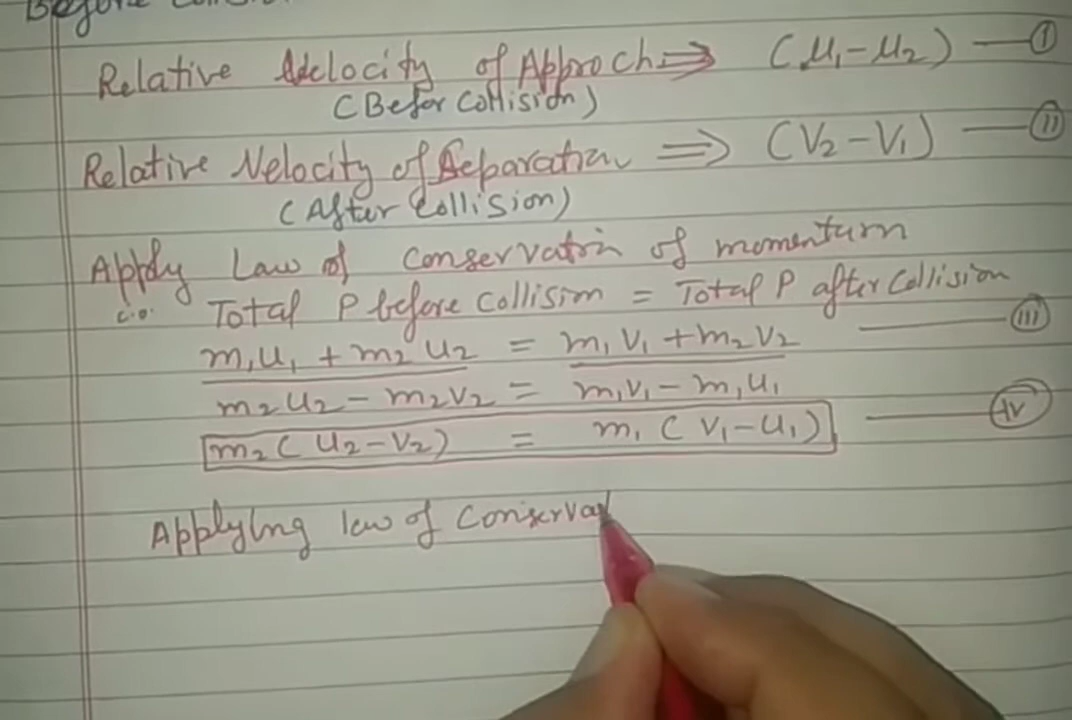 Before
Relative Velocity of Approch ⇒ (u₁-u₂) — (I)
(Befor Collision)
Relative Velocity of Separation ⇒ (V₂-V₁) — (II)
(After Collision)
Apply Law of Conservation of momentum
c.o. Total P before Collision = Total P after Collision
m₁u₁ + m₂u₂ = m₁v₁ + m₂v₂ — (III)
m₂u₂ - m₂v₂ = m₁v₁ - m₁u₁
m₂(u₂-v₂) = m₁(v₁-u₁) — (IV)
Applying law of Conserva